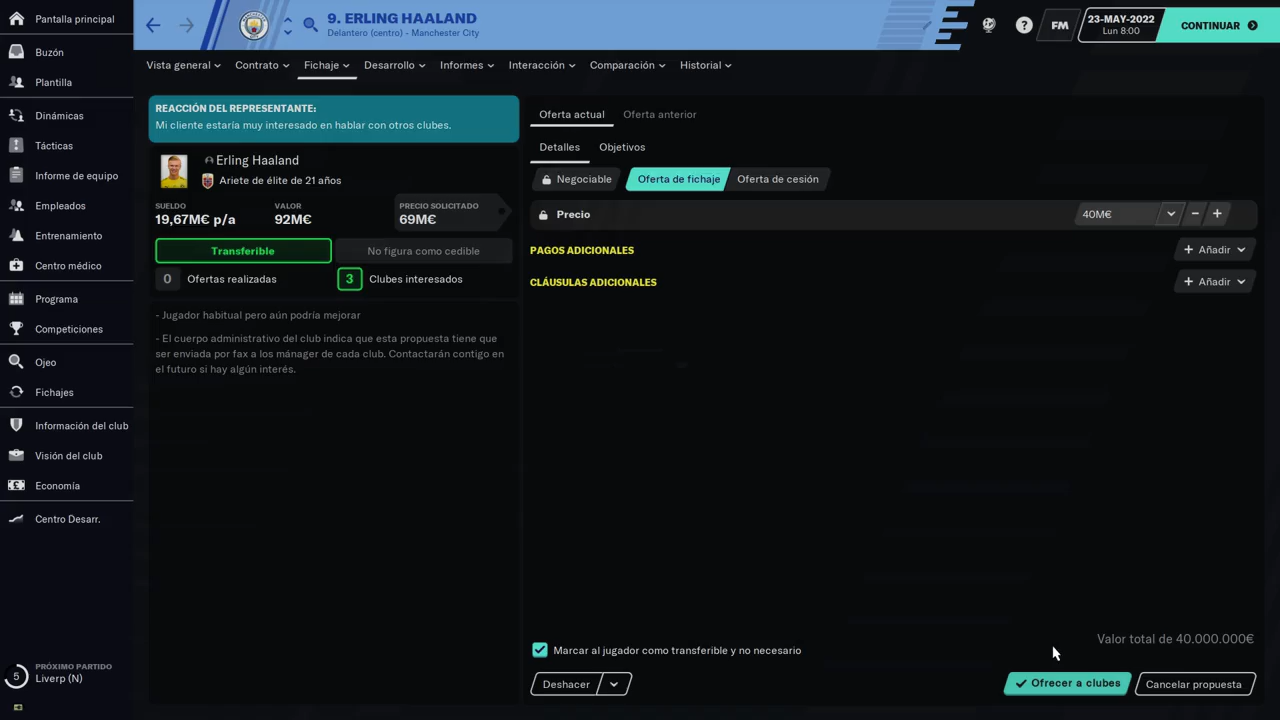 Pantalla principal
Buzón
Plantilla
Dinámicas
Tácticas
Informe de equipo
Empleados
Entrenamiento
Centro médico
Programa
Competiciones
Ojeo
Fichajes
Información del club
Visión del club
Economía
Centro Desarr.
5
PRÓXIMO PARTIDO
Liverp (N)
9. ERLING HAALAND
Delantero (centro) - Manchester City
?
FM
23-MAY-2022
Lun 8:00
CONTINUAR
Vista general
Contrato
Fichaje
Desarrollo
Informes
Interacción
Comparación
Historial
REACCIÓN DEL REPRESENTANTE:
Mi cliente estaría muy interesado en hablar con otros clubes.
Erling Haaland
Ariete de élite de 21 años
SUELDO VALOR PRECIO SOLICITADO
19,67M€ p/a 92M€ 69M€
Transferible No figura como cedible
0 Ofertas realizadas 3 Clubes interesados
- Jugador habitual pero aún podría mejorar
- El cuerpo administrativo del club indica que esta propuesta tiene que
ser enviada por fax a los mánager de cada club. Contactarán contigo en
el futuro si hay algún interés.
Oferta actual Oferta anterior
Detalles Objetivos
Negociable Oferta de fichaje Oferta de cesión
Precio 40M€ - +
PAGOS ADICIONALES + Añadir
CLÁUSULAS ADICIONALES + Añadir
Valor total de 40.000.000€
Marcar al jugador como transferible y no necesario
Deshacer Ofrecer a clubes Cancelar propuesta